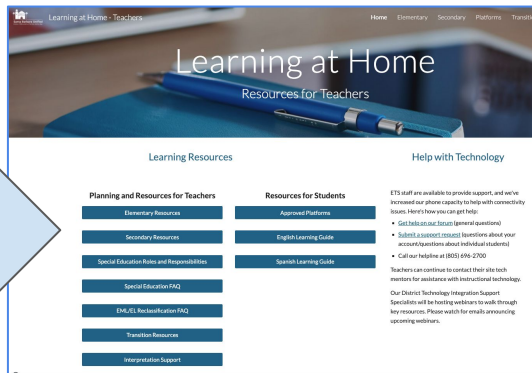 Learning at Home - Teachers
Home Elementary Secondary Platforms
Learning at Home
Resources for Teachers
Learning Resources
Planning and Resources for Teachers
Elementary Resources
Secondary Resources
Special Education Roles and Responsibilities
Special Education FAQ
EML/EL Reclassification FAQ
Transition Resources
Interpretation Support
Resources for Students
Approved Platforms
English Learning Guide
Spanish Learning Guide
Help with Technology
ETS staff are available to provide support, and we've
increased our phone capacity to help with connectivity
issues. Here's how you can get help:
• Get help on our forum (general questions)
• Submit a support request (questions about your
account/questions about individual students)
• Call our helpline at (805) 696-2700
Teachers can continue to contact their site tech
mentors for assistance with instructional technology.
Our District Technology Integration Support
Specialists will be hosting webinars to walk through
key resources. Please watch for emails announcing
upcoming webinars.